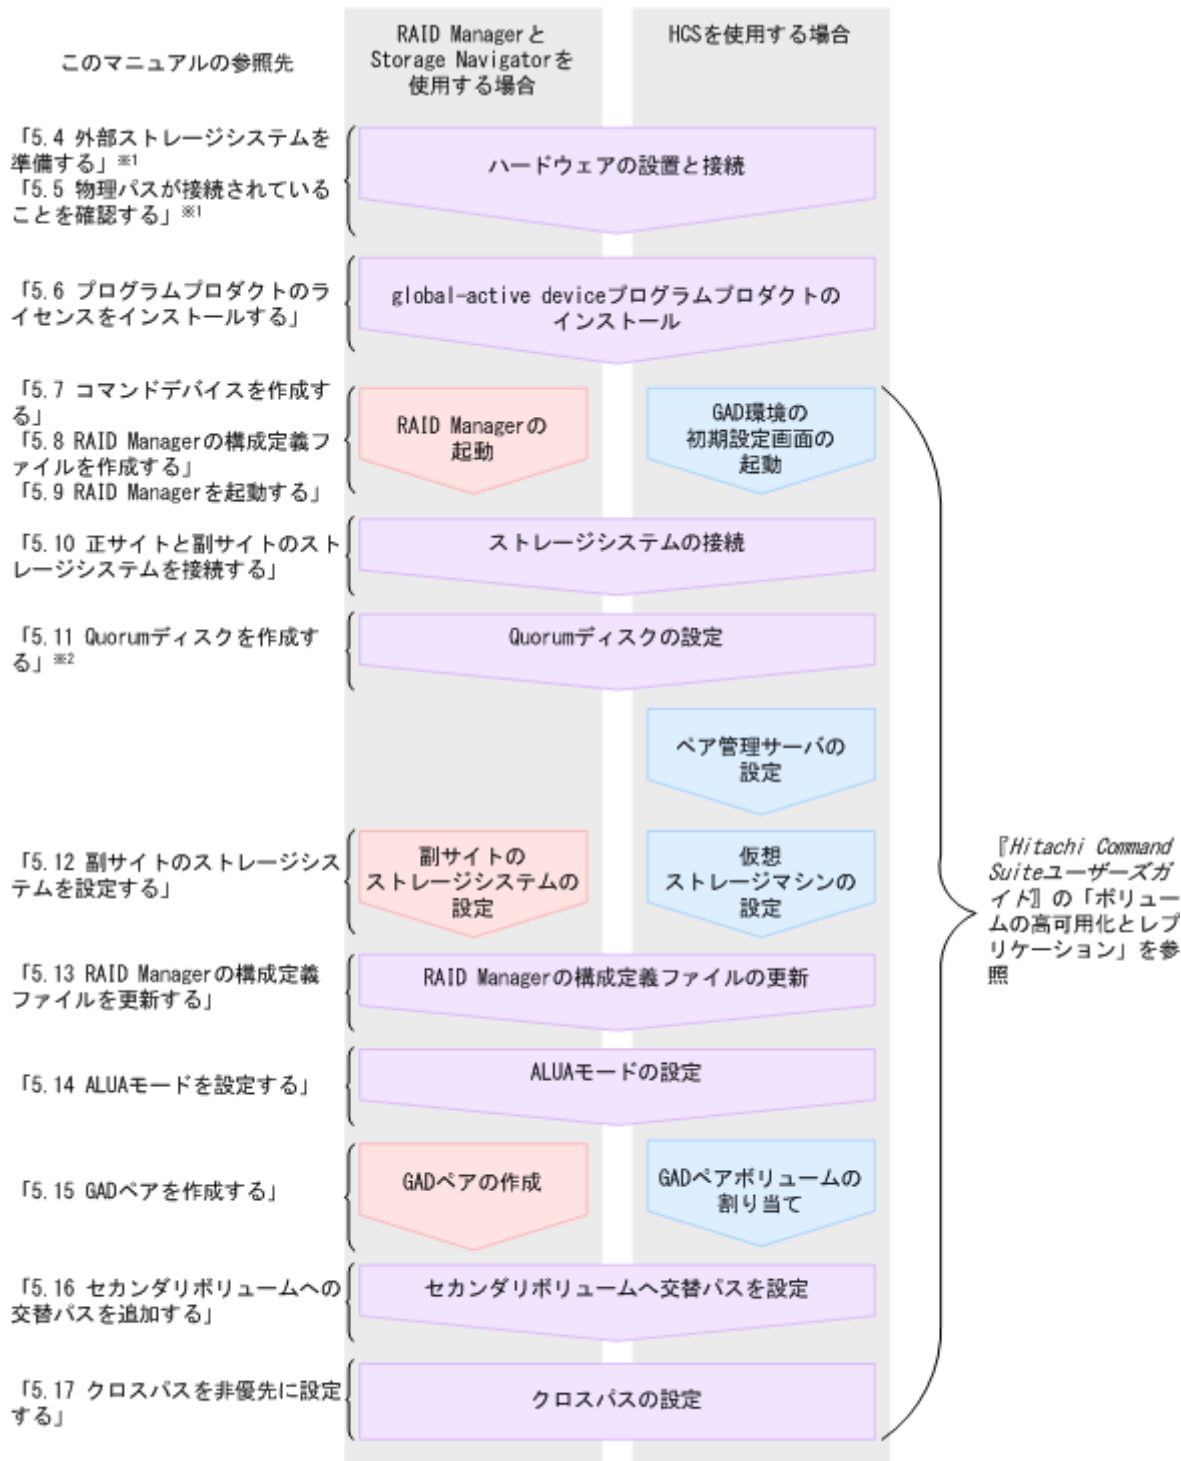 このマニュアルの参照先
RAID Managerと
Storage Navigatorを
使用する場合
HCSを使用する場合
「5.4 外部ストレージシステムを
準備する」※1
「5.5 物理パスが接続されている
ことを確認する」※1
ハードウェアの設置と接続
「5.6 プログラムプロダクトのラ
イセンスをインストールする」
global-active deviceプログラムプロダクトの
インストール
「5.7 コマンドデバイスを作成す
る」
「5.8 RAID Managerの構成定義フ
ァイルを作成する」
「5.9 RAID Managerを起動する」
RAID Managerの
起動
GAD環境の
初期設定画面の
起動
「5.10 正サイトと副サイトのスト
レージシステムを接続する」
ストレージシステムの接続
「5.11 Quorumディスクを作成す
る」※2
Quorumディスクの設定
ペア管理サーバの
設定
「5.12 副サイトのストレージシス
テムを設定する」
副サイトの
ストレージシステムの
設定
仮想
ストレージマシンの
設定
「5.13 RAID Managerの構成定義
ファイルを更新する」
RAID Managerの構成定義ファイルの更新
「5.14 ALUAモードを設定する」
ALUAモードの設定
「5.15 GADペアを作成する」
GADペアの作成
GADペアボリュームの
割り当て
「5.16 セカンダリボリュームへの
交替パスを追加する」
セカンダリボリュームへ交替パスを設定
「5.17 クロスパスを非優先に設定
する」
クロスパスの設定
『Hitachi Command
Suiteユーザーズガ
イド』の「ボリュー
ムの高可用化とレプ
リケーション」を参
照